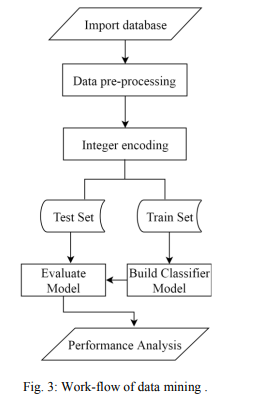 Import database
Data pre-processing
Integer encoding
Test Set
Train Set
Evaluate
Model
Build Classifier
Model
Performance Analysis
Fig. 3: Work-flow of data mining .